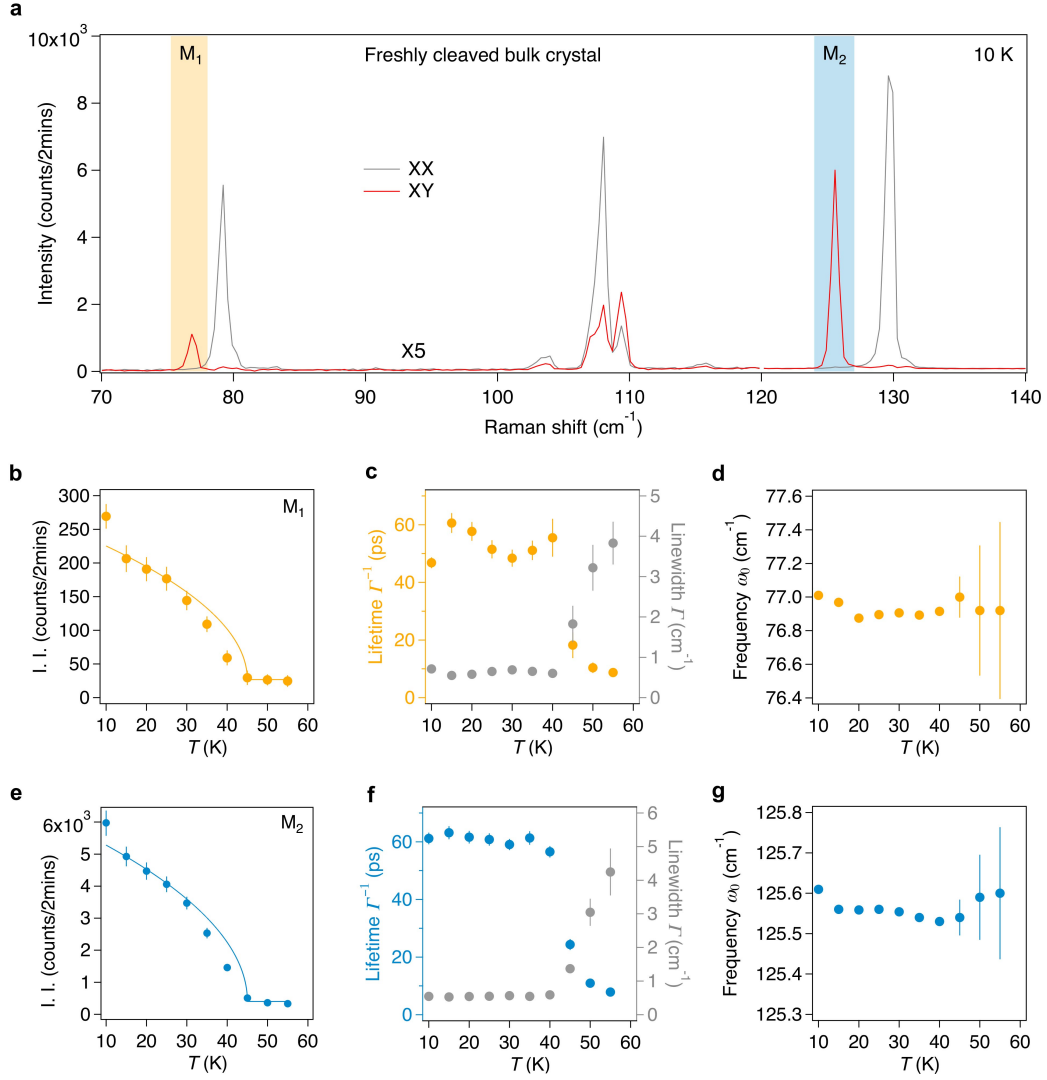 a
10x10³
8
6
4
2
0
Intensity (counts/2mins)
M₁
Freshly cleaved bulk crystal
M₂
10 K
XX
XY
X5
70
80
90
100
110
120
130
140
Raman shift (cm⁻¹)
b
300
250
200
150
100
50
0
I. I. (counts/2mins)
M₁
10 20 30 40 50 60
T (K)
c
60
40
20
0
Lifetime Γ⁻¹ (ps)
5
4
3
2
1
0
Linewidth Γ (cm⁻¹)
10 20 30 40 50 60
T (K)
d
77.6
77.4
77.2
77.0
76.8
76.6
76.4
Frequency ω₀ (cm⁻¹)
10 20 30 40 50 60
T (K)
e
6x10³
5
4
3
2
1
0
I. I. (counts/2mins)
M₂
10 20 30 40 50 60
T (K)
f
60
40
20
0
Lifetime Γ⁻¹ (ps)
6
5
4
3
2
1
0
Linewidth Γ (cm⁻¹)
10 20 30 40 50 60
T (K)
g
125.8
125.7
125.6
125.5
125.4
125.3
Frequency ω₀ (cm⁻¹)
10 20 30 40 50 60
T (K)